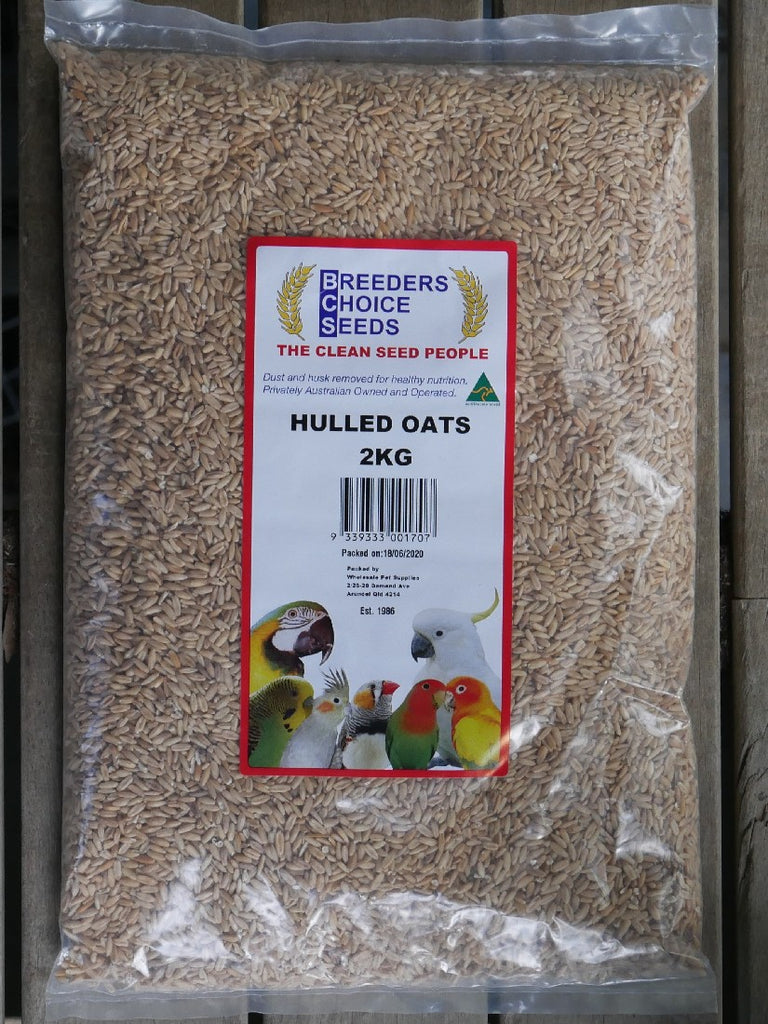 BREEDERS
CHOICE
SEEDS
THE CLEAN SEED PEOPLE
Dust and husk removed for healthy nutrition.
Privately Australian Owned and Operated.
HULLED OATS
2KG
9 339333 001707
Packed on:18/06/2020
Packed by
Wholesale Pet Supplies
Ave
Arundel Qld 4214
Est. 1986